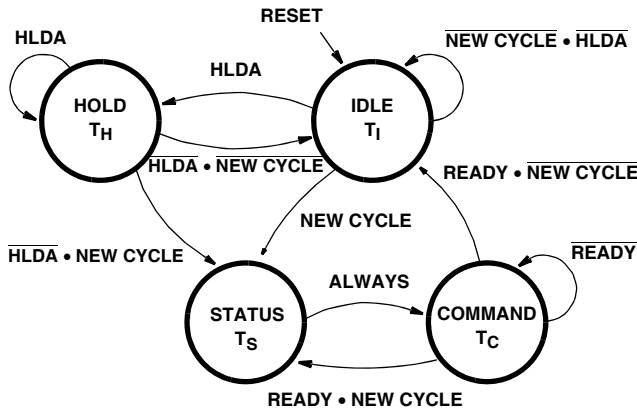 RESET
HLDA
NEW CYCLE • HLDA
HLDA
HOLD
TH
IDLE
TI
HLDA • NEW CYCLE
READY • NEW CYCLE
NEW CYCLE
HLDA • NEW CYCLE
READY
ALWAYS
STATUS
TS
COMMAND
TC
READY • NEW CYCLE